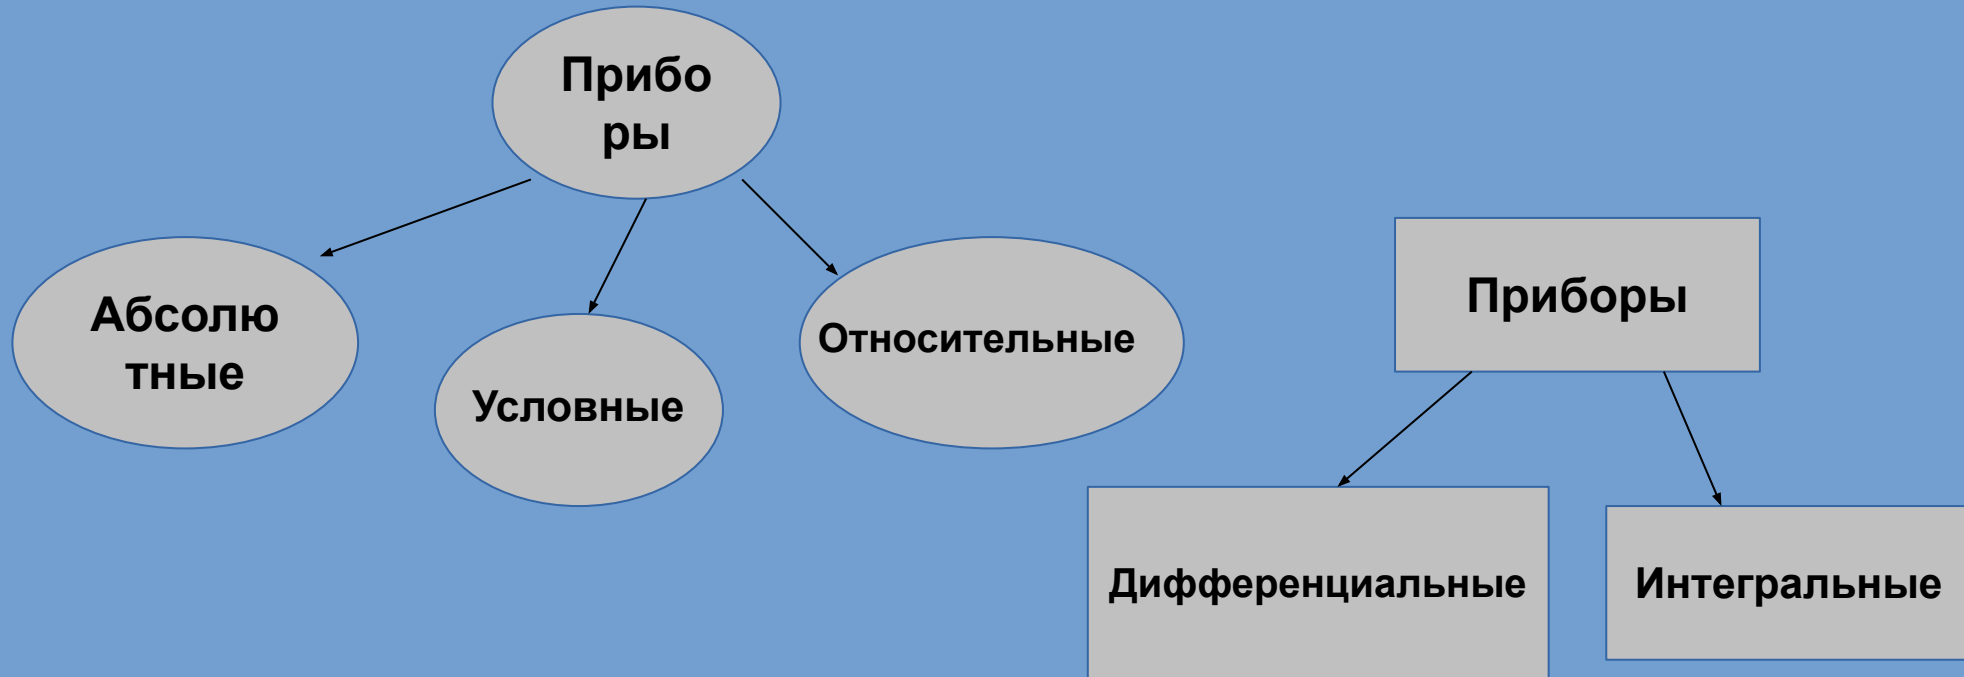 Прибо
ры
Абсолю
тные
Условные
Относительные
Приборы
Дифференциальные
Интегральные